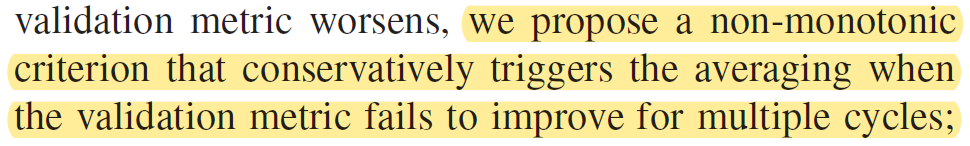 validation metric worsens, we propose a non-monotonic
criterion that conservatively triggers the averaging when
the validation metric fails to improve for multiple cycles;